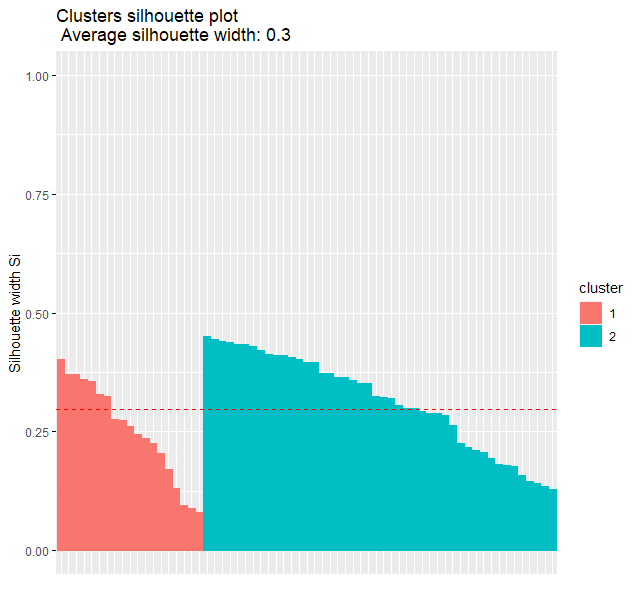 Clusters silhouette plot
Average silhouette width: 0.3
1.00
0.75
0.50
0.25
0.00
Silhouette width Si
cluster
1
2